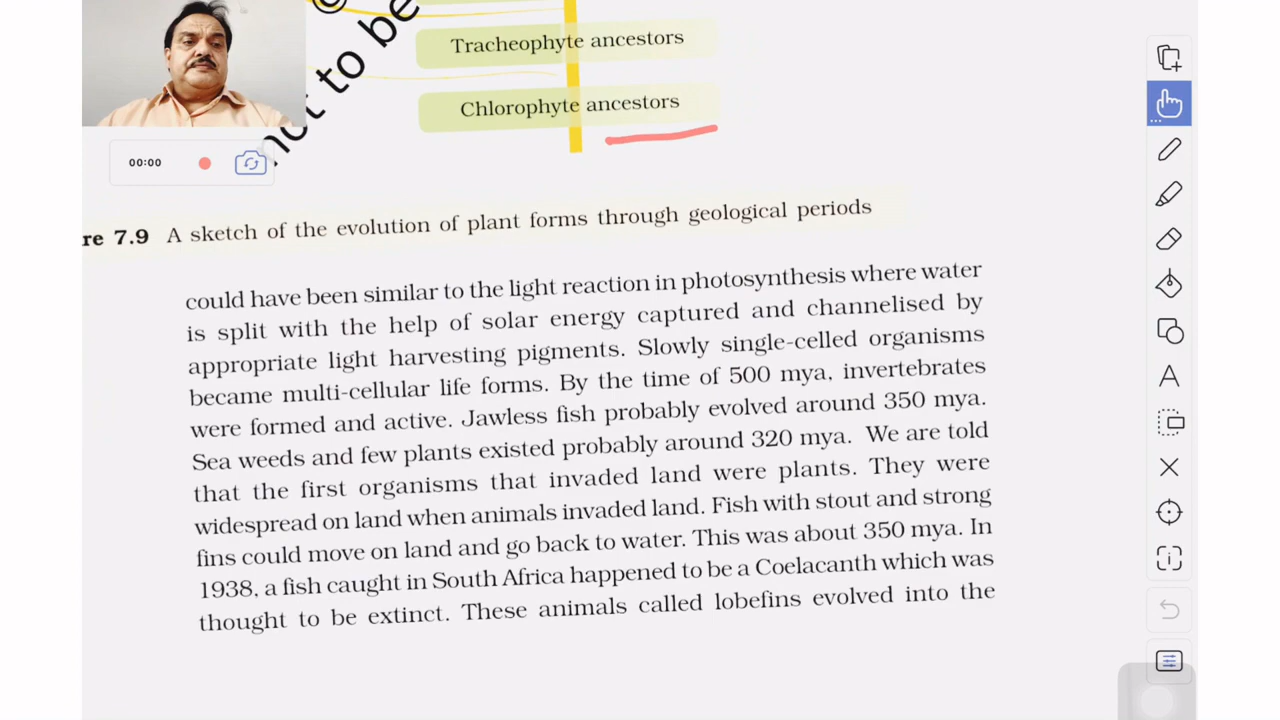 not to be
Tracheophyte ancestors
Chlorophyte ancestors
00:00
re 7.9 A sketch of the evolution of plant forms through geological periods
could have been similar to the light reaction in photosynthesis where water
is split with the help of solar energy captured and channelised by
appropriate light harvesting pigments. Slowly single-celled organisms
became multi-cellular life forms. By the time of 500 mya, invertebrates
were formed and active. Jawless fish probably evolved around 350 mya.
Sea weeds and few plants existed probably around 320 mya. We are told
that the first organisms that invaded land were plants. They were
widespread on land when animals invaded land. Fish with stout and strong
fins could move on land and go back to water. This was about 350 mya. In
1938, a fish caught in South Africa happened to be a Coelacanth which was
thought to be extinct. These animals called lobefins evolved into the